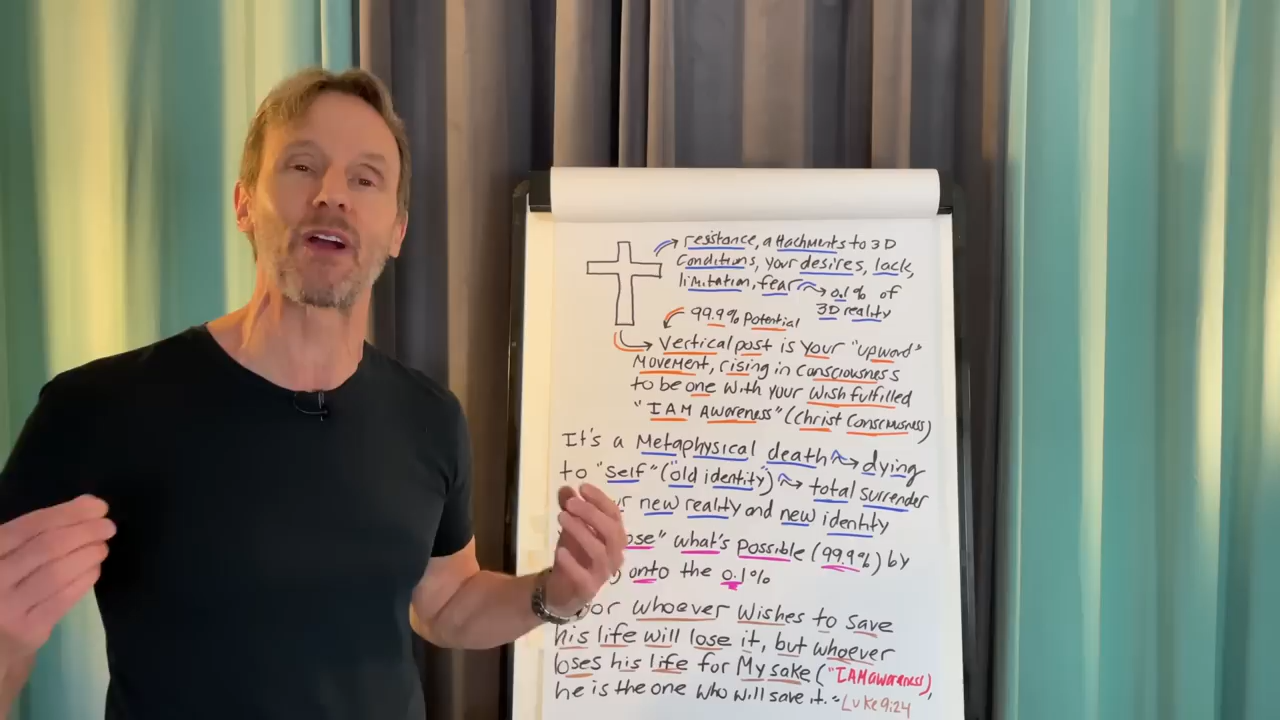 resistance, attachments to 3D
conditions, your desires, lack,
limitation, fear → 0.1% of
3D reality
99.9% Potential
→ vertical post is your "upward"
movement, rising in consciousness
to be one with your wish fulfilled
"I AM AWARENESS" (Christ Consciousness)
It's a Metaphysical death → dying
to "self" ("old identity") → total surrender
new reality and new identity
what's possible (99.9%) by
onto the 0.1%
whoever wishes to save
his life will lose it, but whoever
loses his life for My sake ("I AM awareness),
he is the one who will save it." Luke 9:24